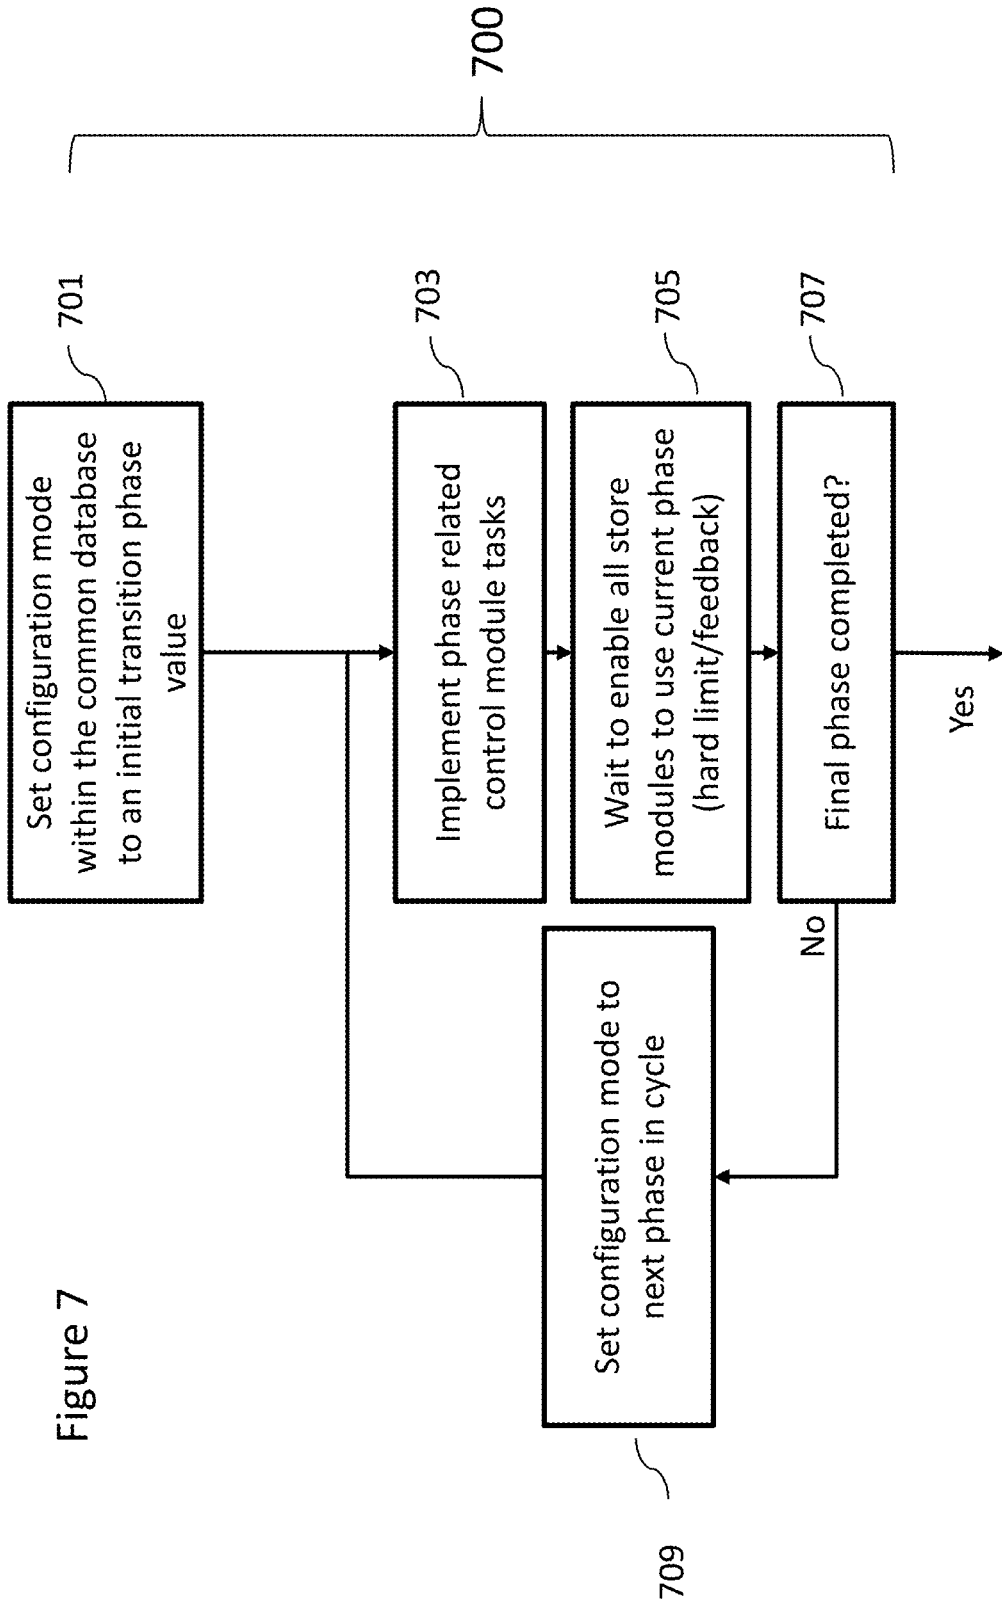 Figure 7
Set configuration mode
within the common database
to an initial transition phase
value
701
Implement phase related
control module tasks
703
Wait to enable all store
modules to use current phase
(hard limit/feedback)
705
Final phase completed?
707
No
Yes
Set configuration mode to
next phase in cycle
709
700